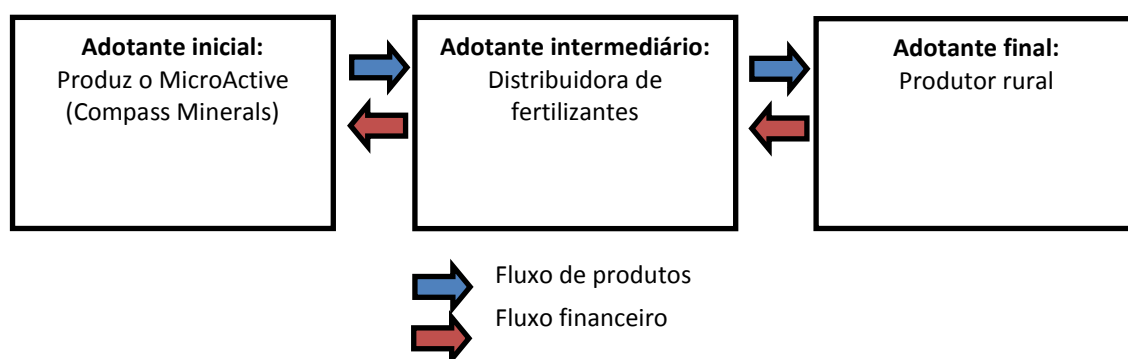 Adotante inicial:
Produz o MicroActive
(Compass Minerals)
Adotante intermediário:
Distribuidora de
fertilizantes
Adotante final:
Produtor rural
Fluxo de produtos
Fluxo financeiro